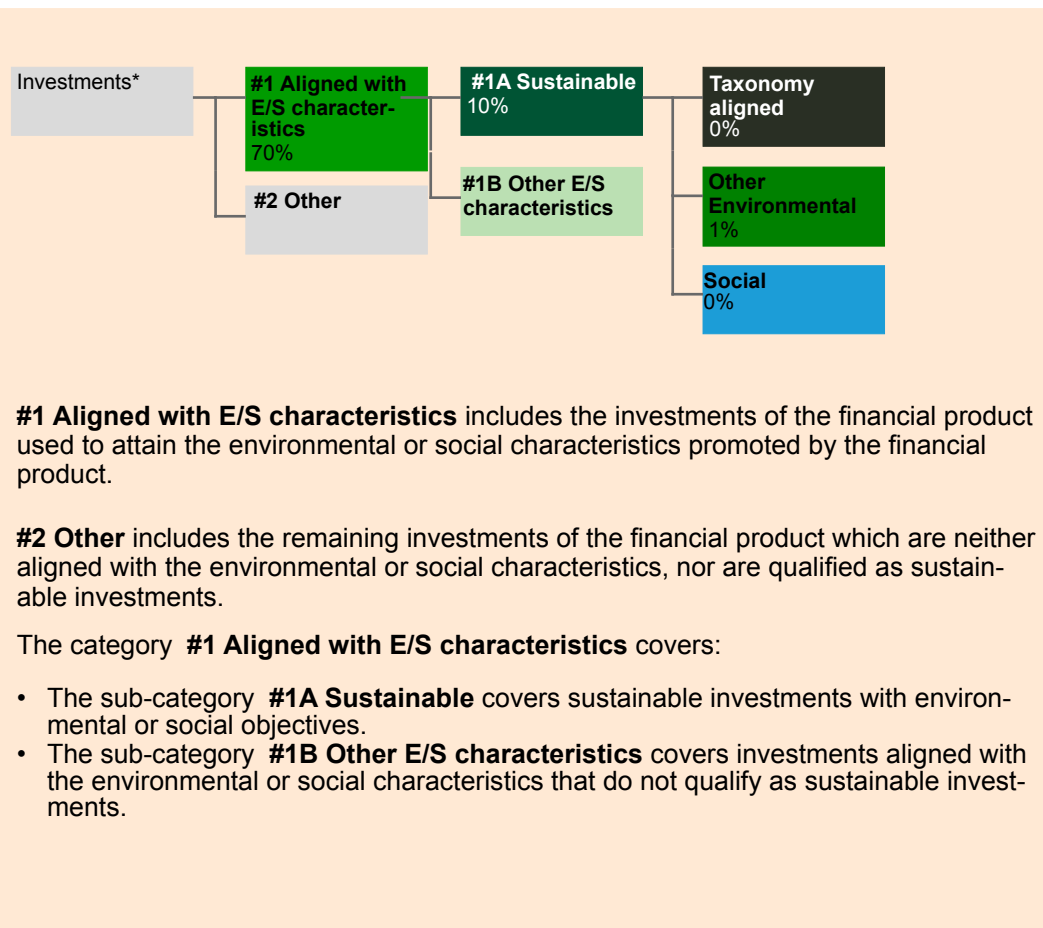 Investments*
#1 Aligned with
E/S character-
istics
70%
#2 Other
#1A Sustainable
10%
#1B Other E/S
characteristics
Taxonomy
aligned
0%
Other
Environmental
1%
Social
0%
#1 Aligned with E/S characteristics includes the investments of the financial product
used to attain the environmental or social characteristics promoted by the financial
product.
#2 Other includes the remaining investments of the financial product which are neither
aligned with the environmental or social characteristics, nor are qualified as sustain-
able investments.
The category #1 Aligned with E/S characteristics covers:
• The sub-category #1A Sustainable covers sustainable investments with environ-
mental or social objectives.
• The sub-category #1B Other E/S characteristics covers investments aligned with
the environmental or social characteristics that do not qualify as sustainable invest-
ments.